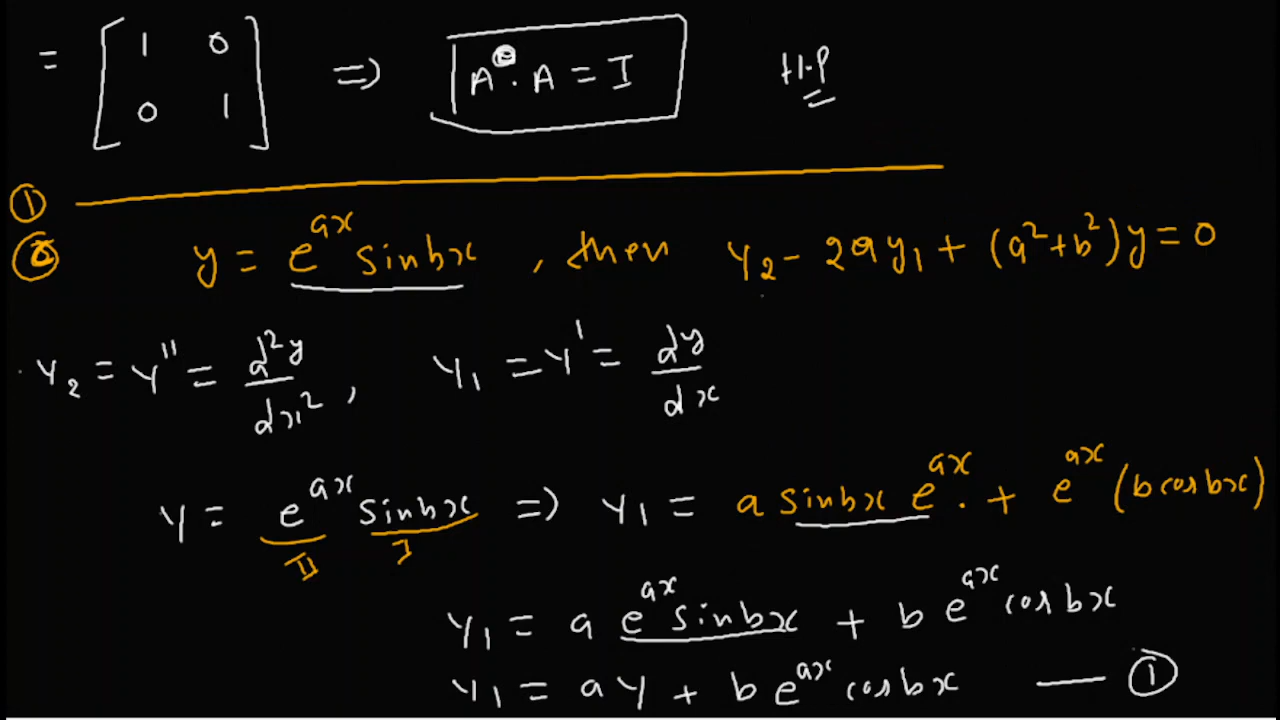 = [ 1 0 ; 0 1 ] ⇒ A^Θ · A = I H.P
①
② y = e^{ax} sinbx , then y₂ - 2ay₁ + (a² + b²)y = 0
y₂ = y'' = d²y/dx² , y₁ = y' = dy/dx
y = e^{ax} sinbx ⇒ y₁ = a sinbx e^{ax}. + e^{ax} (b cos bx)
II I
y₁ = a e^{ax} sinbx + b e^{ax} cos bx
y₁ = ay + b e^{ax} cos bx — ①